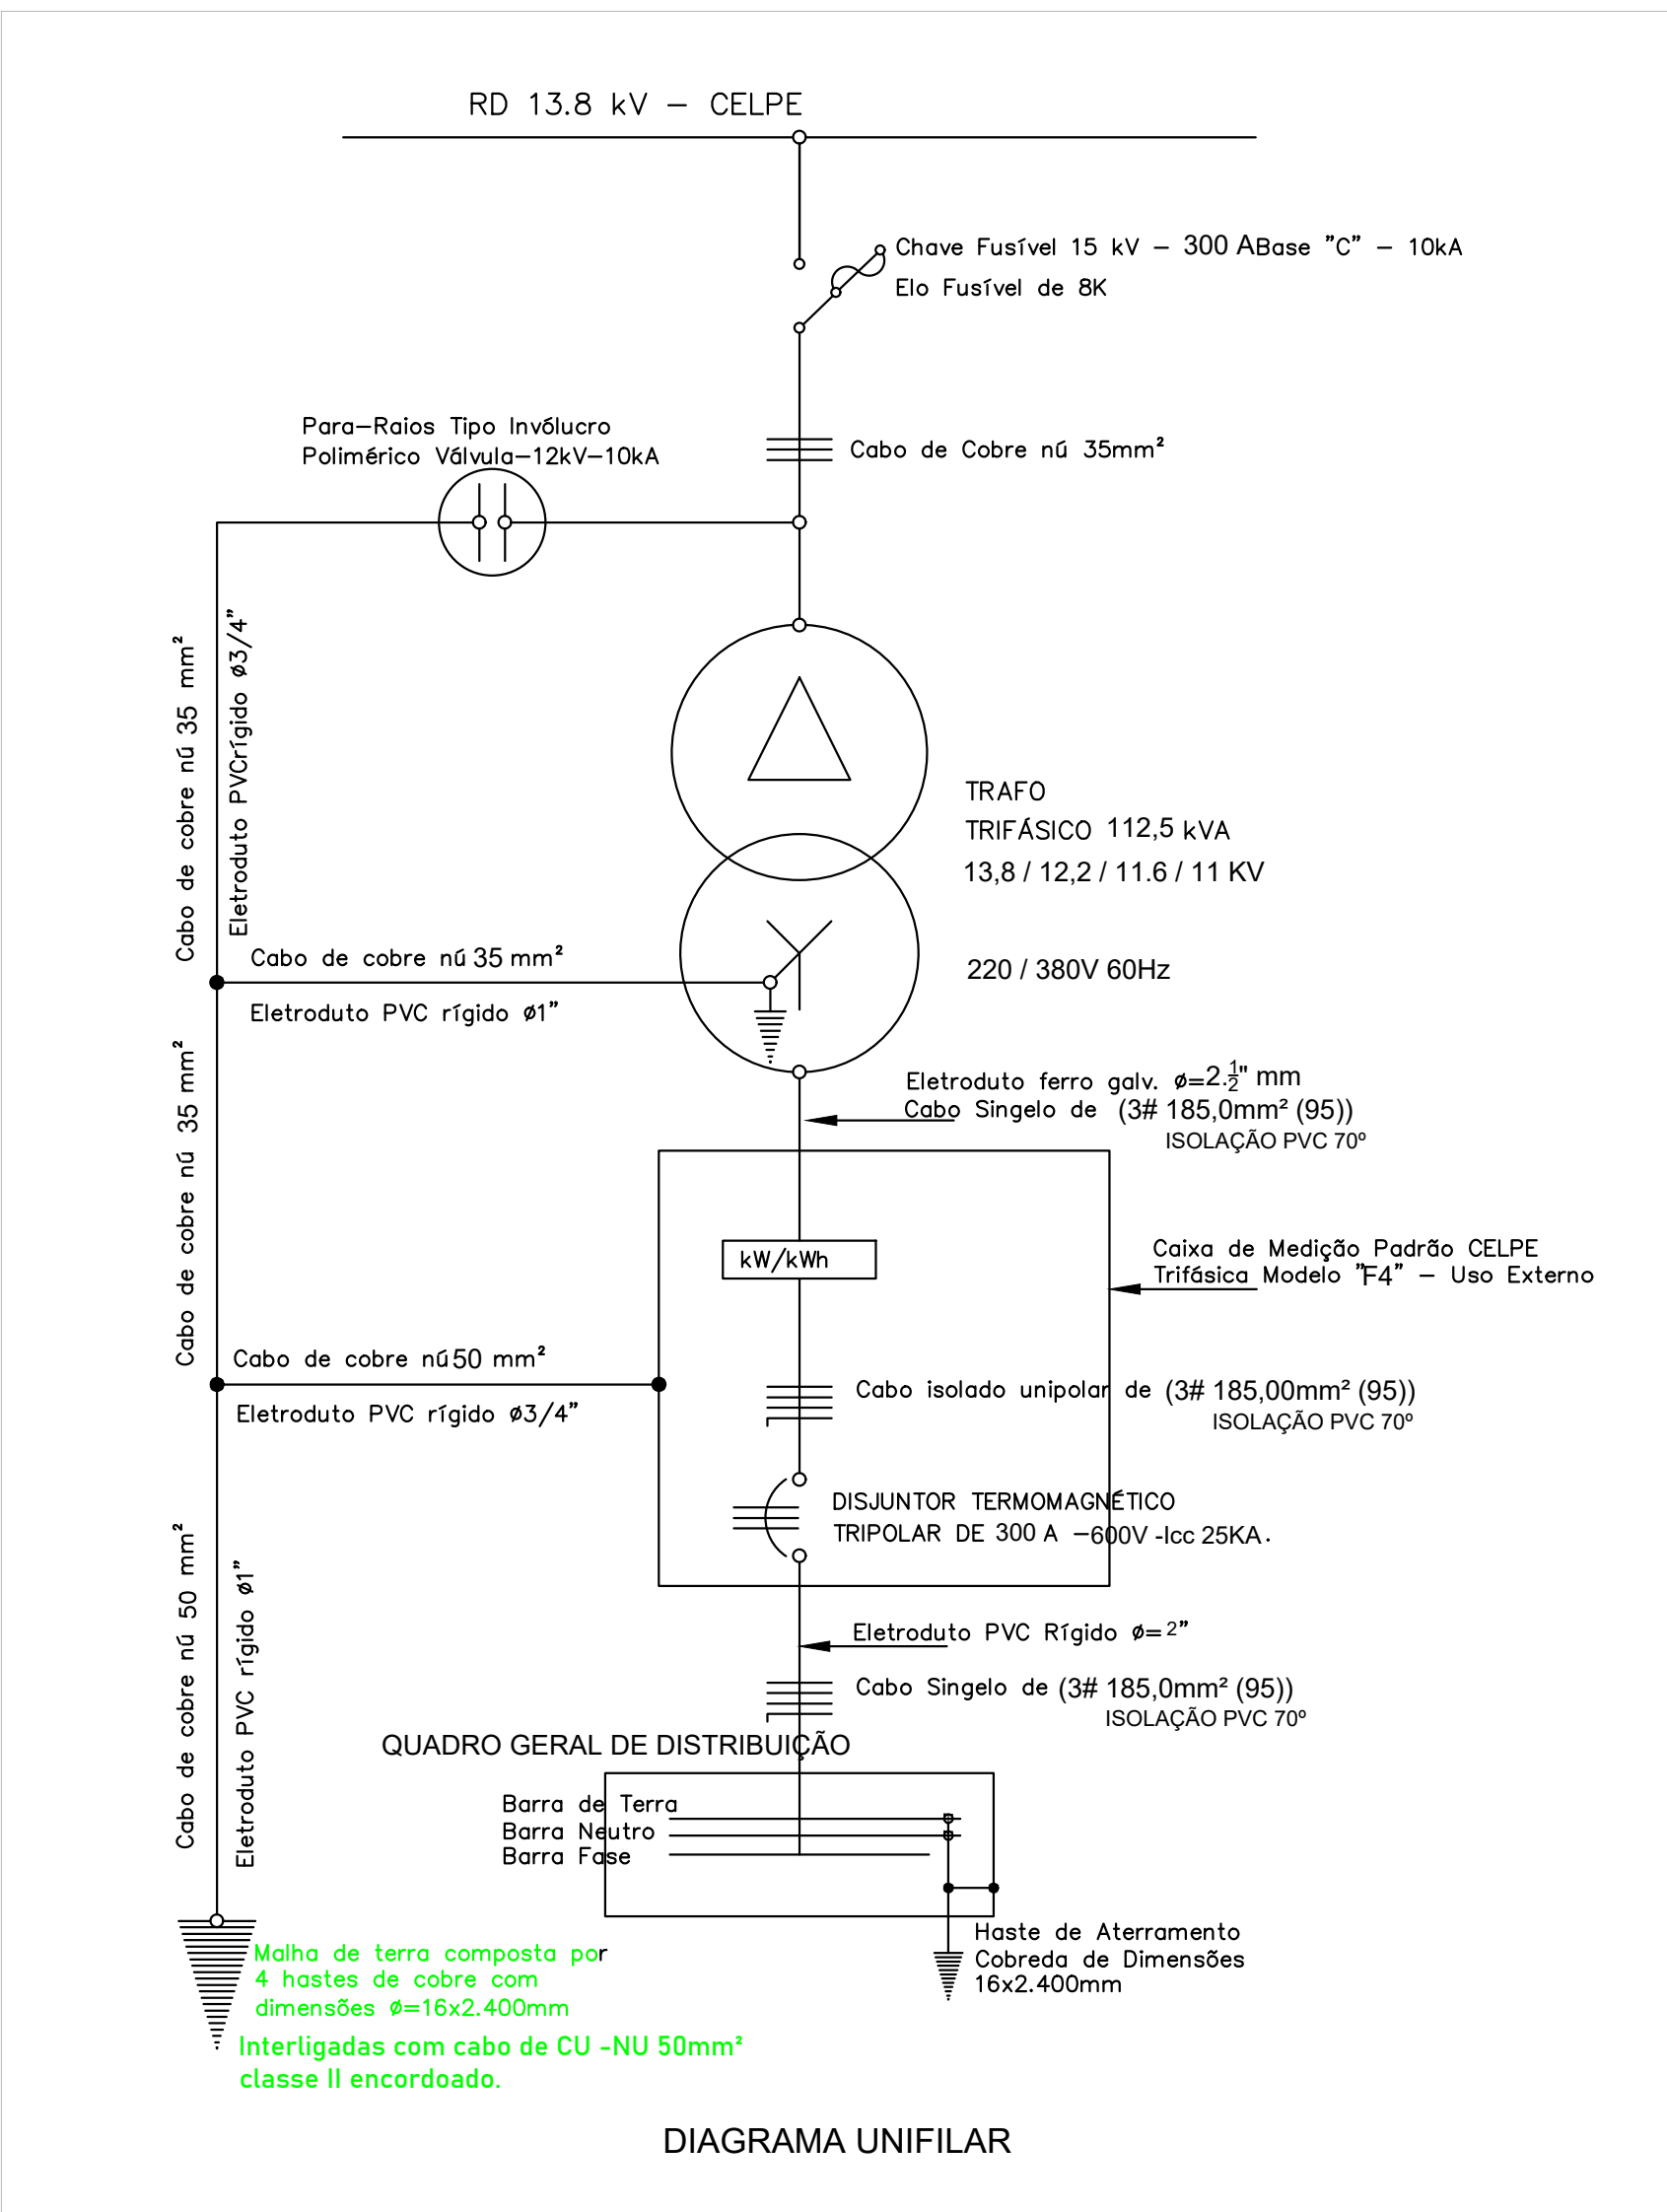 RD 13.8 kV – CELPE
Chave Fusível 15 kV – 300 ABase "C" – 10kA
Elo Fusível de 8K
Para–Raios Tipo Invólucro
Polimérico Válvula–12kV–10kA
Cabo de Cobre nú 35mm²
Cabo de cobre nú 35 mm²
Eletroduto PVCrígido ø3/4"
TRAFO
TRIFÁSICO 112,5 kVA
13,8 / 12,2 / 11.6 / 11 KV
220 / 380V 60Hz
Cabo de cobre nú 35 mm²
Eletroduto PVC rígido ø1"
Cabo de cobre nú 35 mm²
Eletroduto ferro galv. ø=2.½" mm
Cabo Singelo de (3# 185,0mm² (95))
ISOLAÇÃO PVC 70º
kW/kWh
Caixa de Medição Padrão CELPE
Trifásica Modelo "F4" – Uso Externo
Cabo de cobre nú 50 mm²
Eletroduto PVC rígido ø3/4"
Cabo isolado unipolar de (3# 185,00mm² (95))
ISOLAÇÃO PVC 70º
DISJUNTOR TERMOMAGNÉTICO
TRIPOLAR DE 300 A –600V -Icc 25KA.
Cabo de cobre nú 50 mm²
Eletroduto PVC rígido ø1"
Eletroduto PVC Rígido ø=2"
Cabo Singelo de (3# 185,0mm² (95))
ISOLAÇÃO PVC 70º
QUADRO GERAL DE DISTRIBUIÇÃO
Barra de Terra
Barra Neutro
Barra Fase
Haste de Aterramento
Cobreda de Dimensões
16x2.400mm
Malha de terra composta por
4 hastes de cobre com
dimensões ø=16x2.400mm
Interligadas com cabo de CU -NU 50mm²
classe II encordoado.
DIAGRAMA UNIFILAR